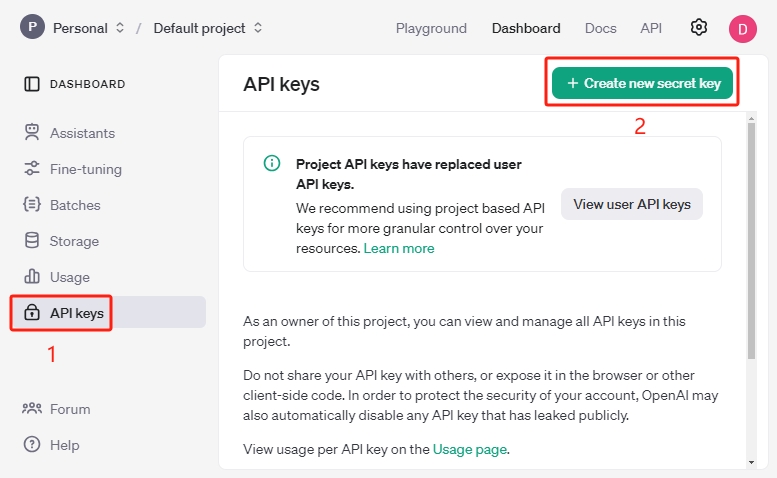 P Personal / Default project Playground Dashboard Docs API D
DASHBOARD
Assistants
Fine-tuning
Batches
Storage
Usage
API keys
1
Forum
Help
API keys
+ Create new secret key
2
Project API keys have replaced user
API keys.
We recommend using project based API
keys for more granular control over your
resources. Learn more
View user API keys
As an owner of this project, you can view and manage all API keys in this
project.
Do not share your API key with others, or expose it in the browser or other
client-side code. In order to protect the security of your account, OpenAI may
also automatically disable any API key that has leaked publicly.
View usage per API key on the Usage page.